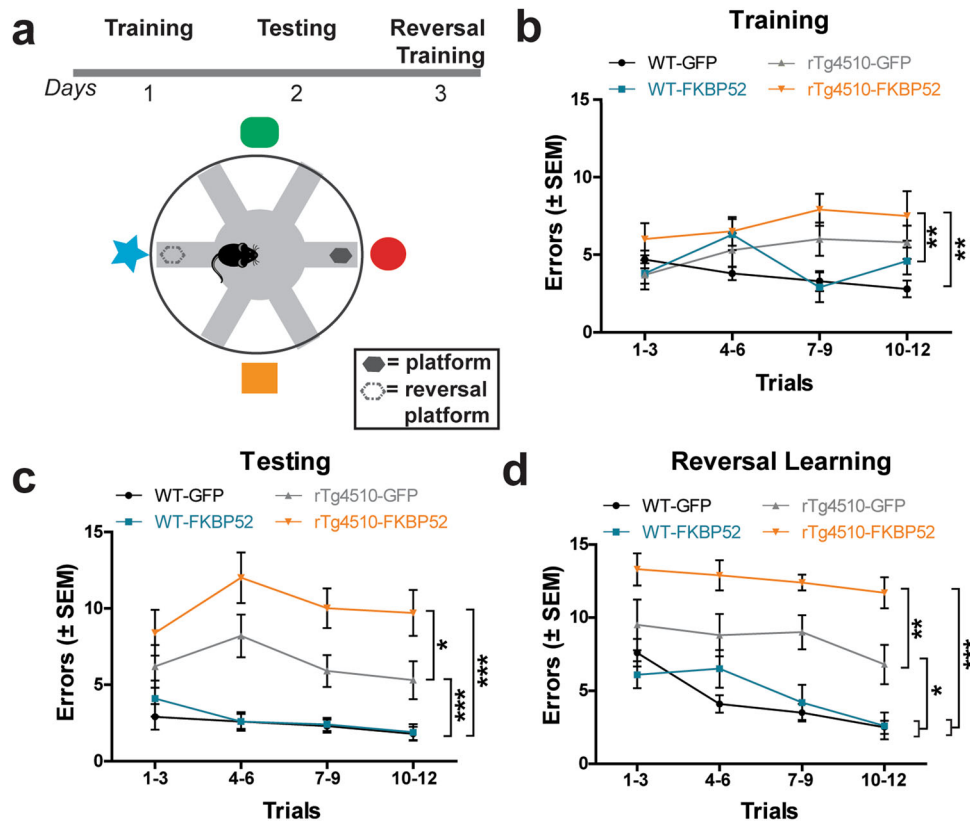 a
Training Testing Reversal
Training
Days 1 2 3
= platform
= reversal
platform
b
Training
WT-GFP rTg4510-GFP
WT-FKBP52 rTg4510-FKBP52
Errors (± SEM)
15
10
5
0
**
**
1-3 4-6 7-9 10-12
Trials
c
Testing
WT-GFP rTg4510-GFP
WT-FKBP52 rTg4510-FKBP52
Errors (± SEM)
15
10
5
0
*
***
***
1-3 4-6 7-9 10-12
Trials
d
Reversal Learning
WT-GFP rTg4510-GFP
WT-FKBP52 rTg4510-FKBP52
Errors (± SEM)
15
10
5
0
**
*
***
1-3 4-6 7-9 10-12
Trials